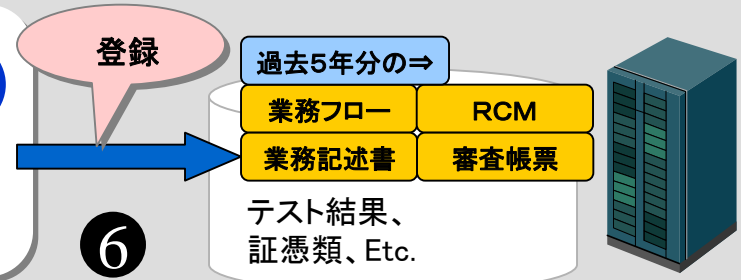 登録
過去5年分の⇒
業務フロー RCM
業務記述書 審査帳票
テスト結果、
証憑類、Etc.
6